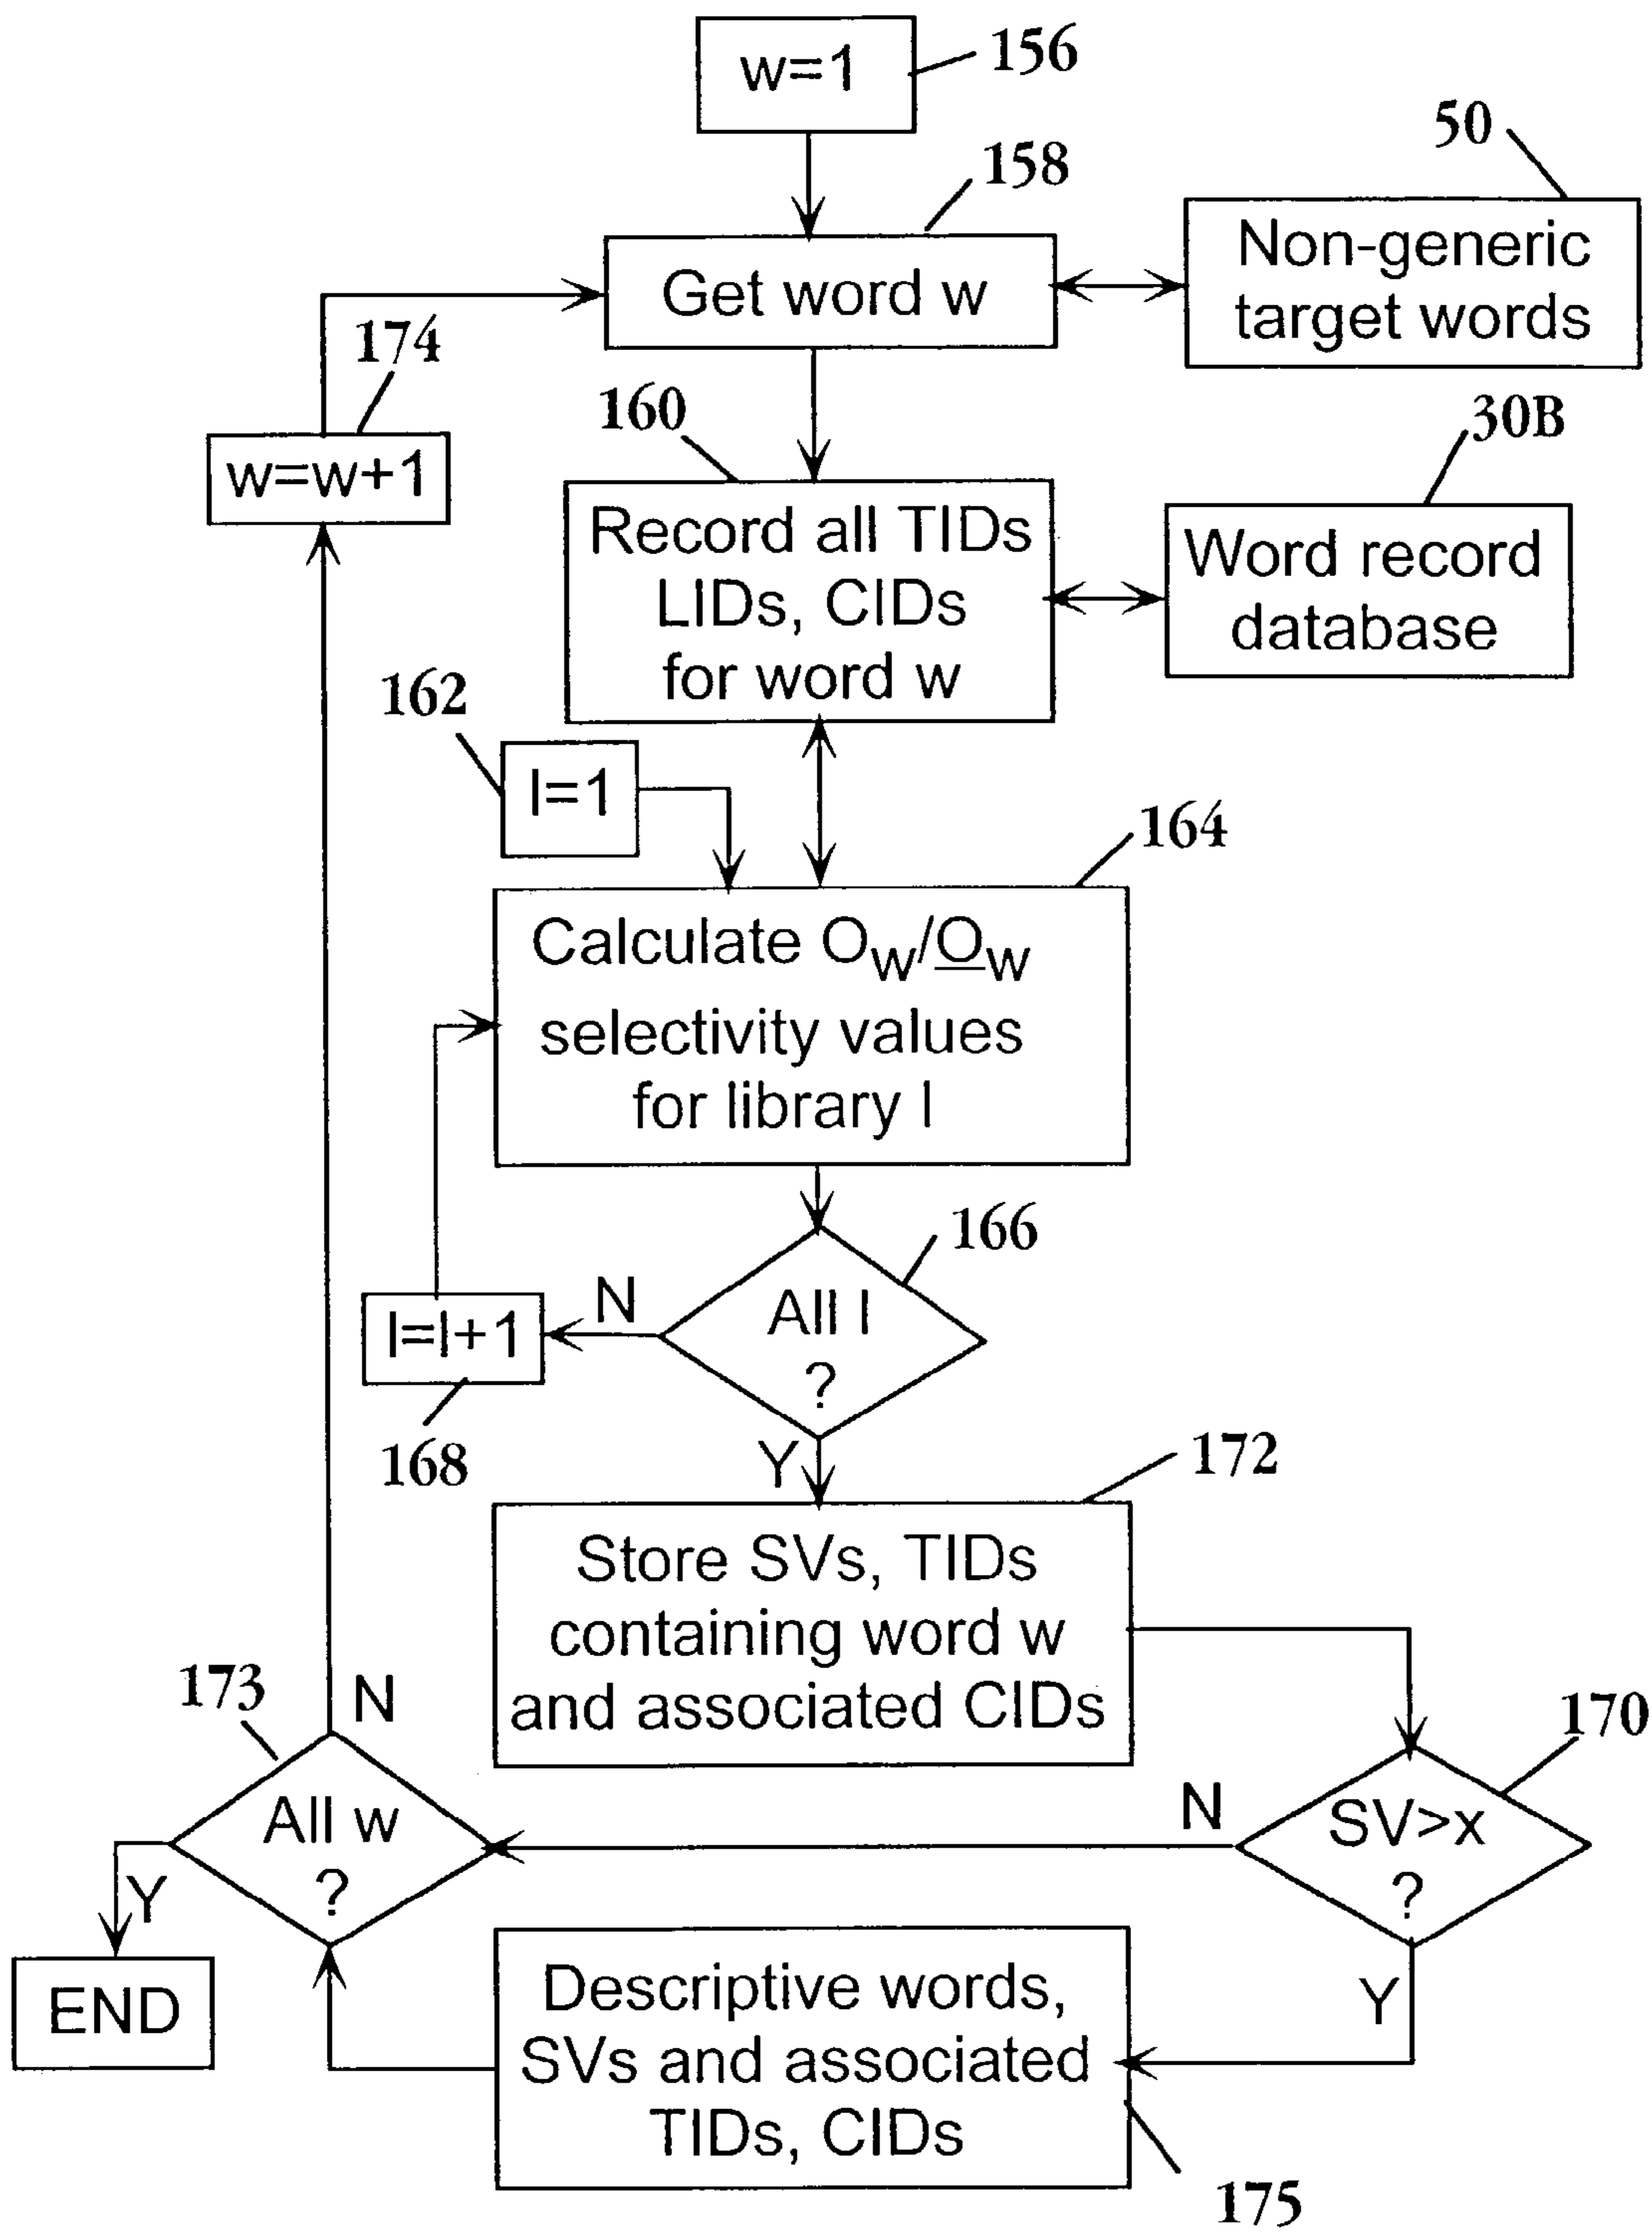 w=1
156
50
158
Non-generic
target words
Get word w
174
160
30B
w=w+1
Record all TIDs
LIDs, CIDs
for word w
Word record
database
162
l=1
164
Calculate Ow/Ow
selectivity values
for library l
166
All l
?
N
l=l+1
168
Y
172
Store SVs, TIDs
containing word w
and associated CIDs
173
N
170
All w
?
N
SV>x
?
Y
END
Y
Descriptive words,
SVs and associated
TIDs, CIDs
175